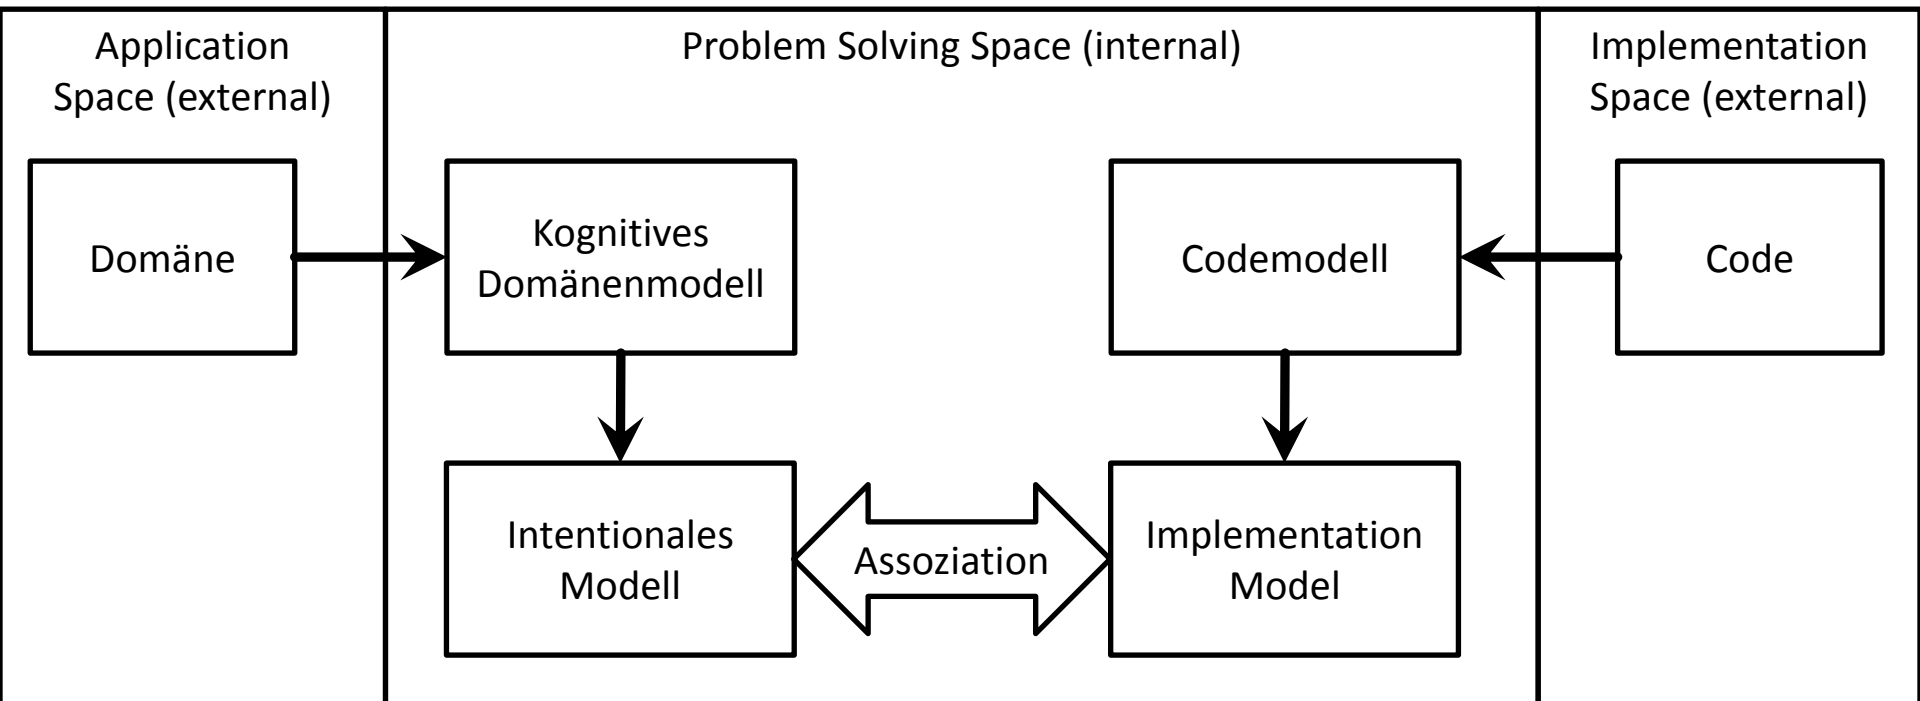 Application
Space (external)
Problem Solving Space (internal)
Implementation
Space (external)
Domäne
Kognitives
Domänenmodell
Codemodell
Code
Intentionales
Modell
Assoziation
Implementation
Model